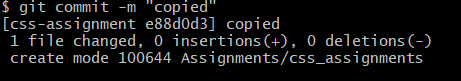 $ git commit -m "copied"
[css-assignment e88d0d3] copied
1 file changed, 0 insertions(+), 0 deletions(-)
create mode 100644 Assignments/css_assignments